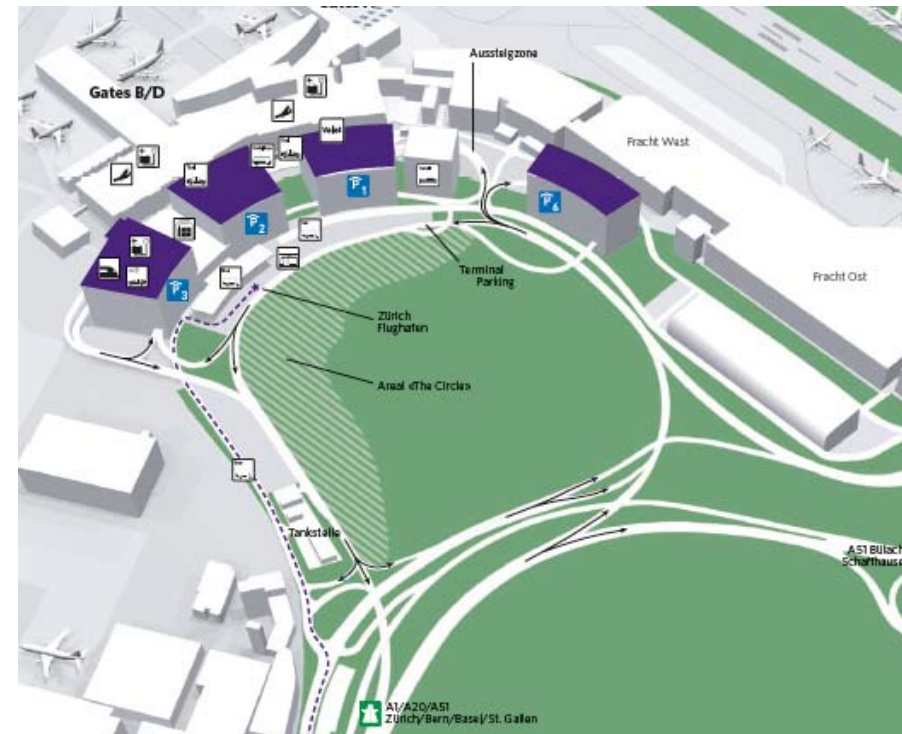 Gates B/D
Aussteigzone
Valet
Fracht West
P1
P6
P2
P3
Terminal
Parking
Fracht Ost
Zürich
Flughafen
Areal «The Circle»
Tankstelle
A51 Bülach
Schaffhause
A1/A20/A51
Zürich/Bern/Basel/St. Gallen